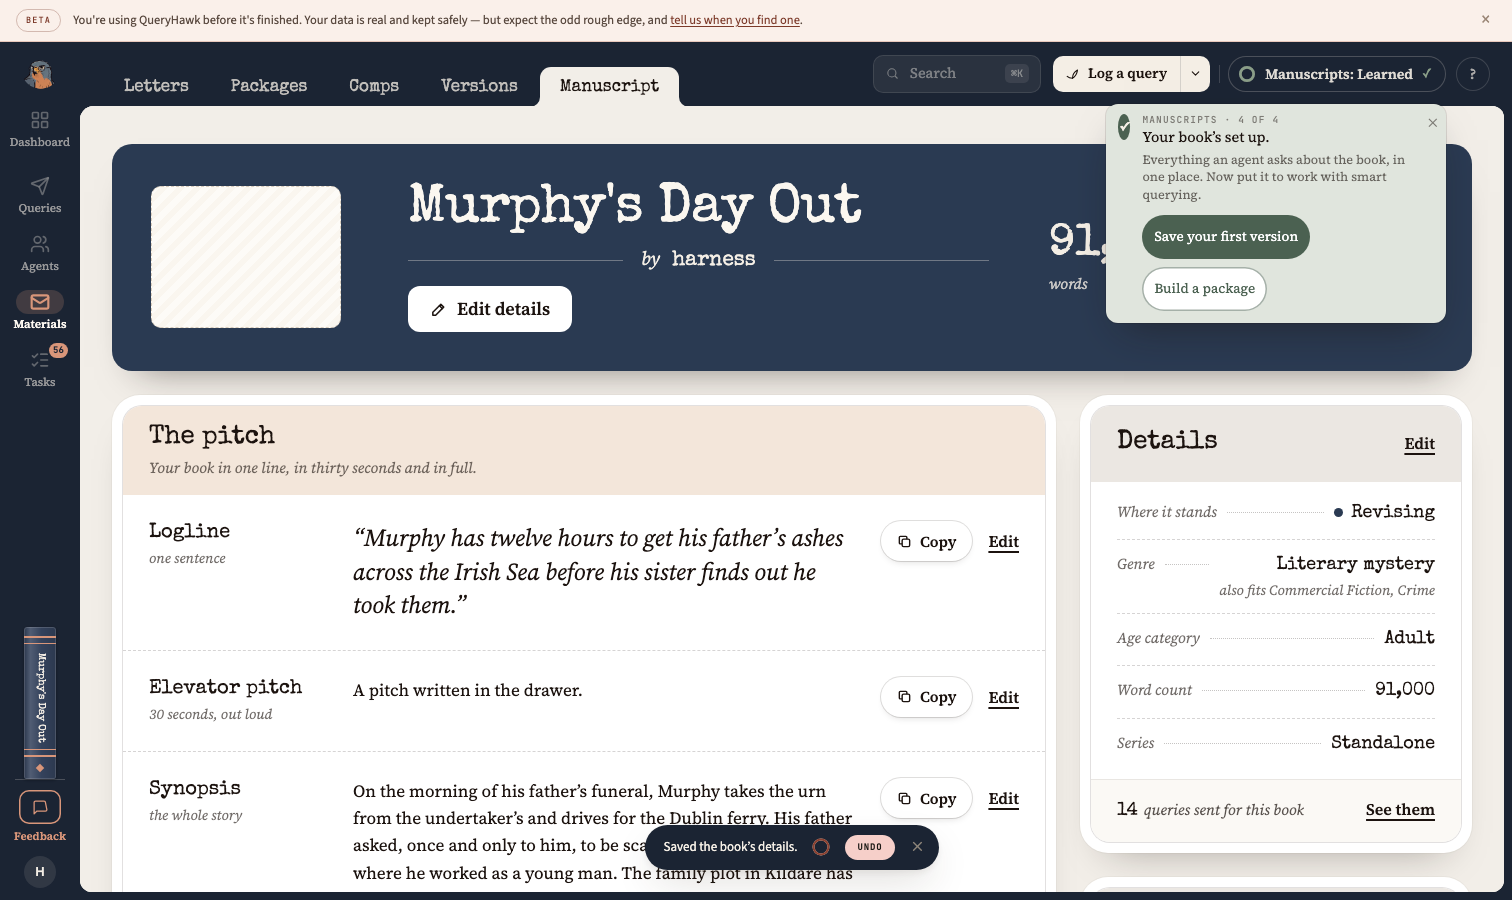 BETA You're using QueryHawk before it's finished. Your data is real and kept safely — but expect the odd rough edge, and tell us when you find one. ×
Letters Packages Comps Versions Manuscript Search ⌘K Log a query Manuscripts: Learned ✓ ?
Dashboard
Queries
Agents
Materials
56
Tasks
Murphy's Day Out
Feedback
H
Murphy's Day Out
by harness
Edit details
91,
words
MANUSCRIPTS · 4 OF 4
Your book’s set up.
Everything an agent asks about the book, in
one place. Now put it to work with smart
querying.
Save your first version
Build a package
The pitch
Your book in one line, in thirty seconds and in full.
Logline
one sentence
“Murphy has twelve hours to get his father’s ashes
across the Irish Sea before his sister finds out he
took them.”
Copy Edit
Elevator pitch
30 seconds, out loud
A pitch written in the drawer.
Copy Edit
Synopsis
the whole story
On the morning of his father’s funeral, Murphy takes the urn
from the undertaker’s and drives for the Dublin ferry. His father
asked, once and only to him, to be sca
where he worked as a young man. The family plot in Kildare has
Copy Edit
Details Edit
Where it stands Revising
Genre Literary mystery
also fits Commercial Fiction, Crime
Age category Adult
Word count 91,000
Series Standalone
14 queries sent for this book See them
Saved the book’s details. UNDO ×